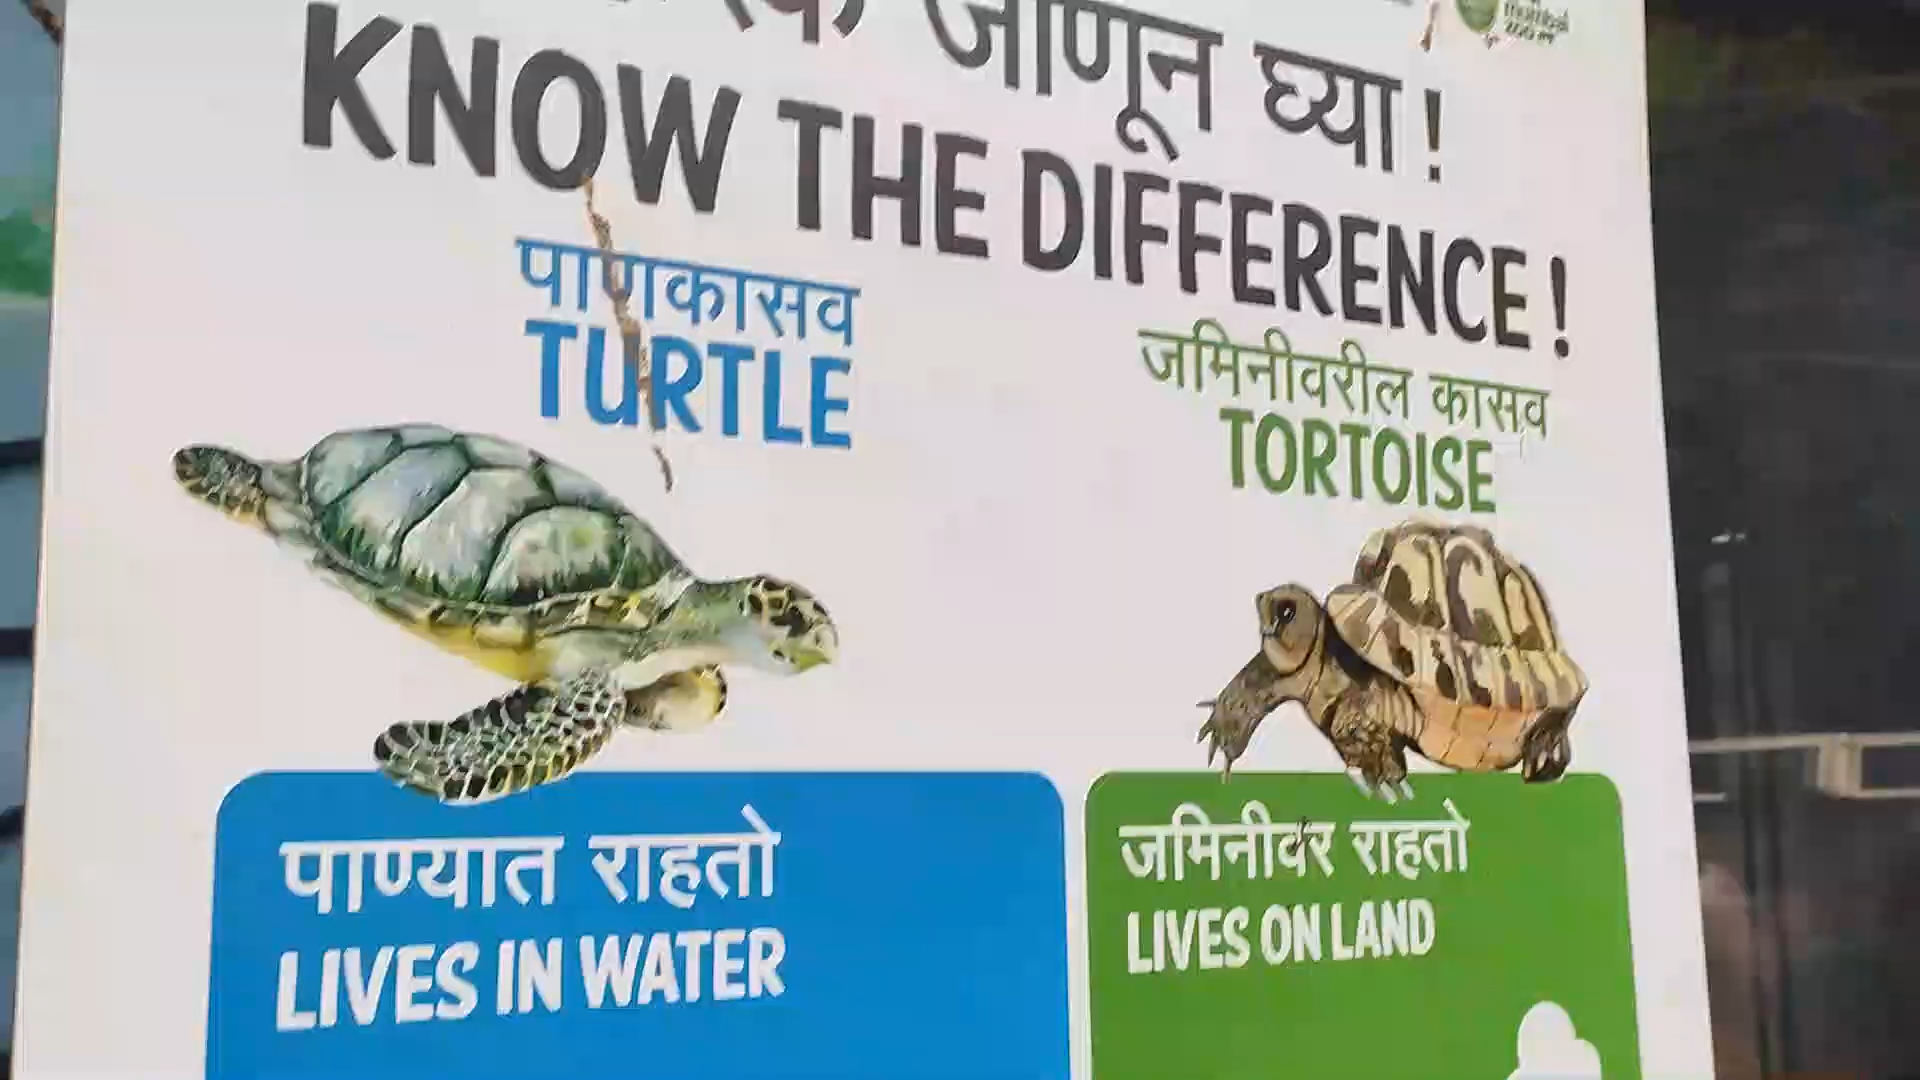 जाणून घ्या!
KNOW THE DIFFERENCE!
पाणकासव
TURTLE
जमिनीवरील कासव
TORTOISE
पाण्यात राहतो
LIVES IN WATER
जमिनीवर राहतो
LIVES ON LAND